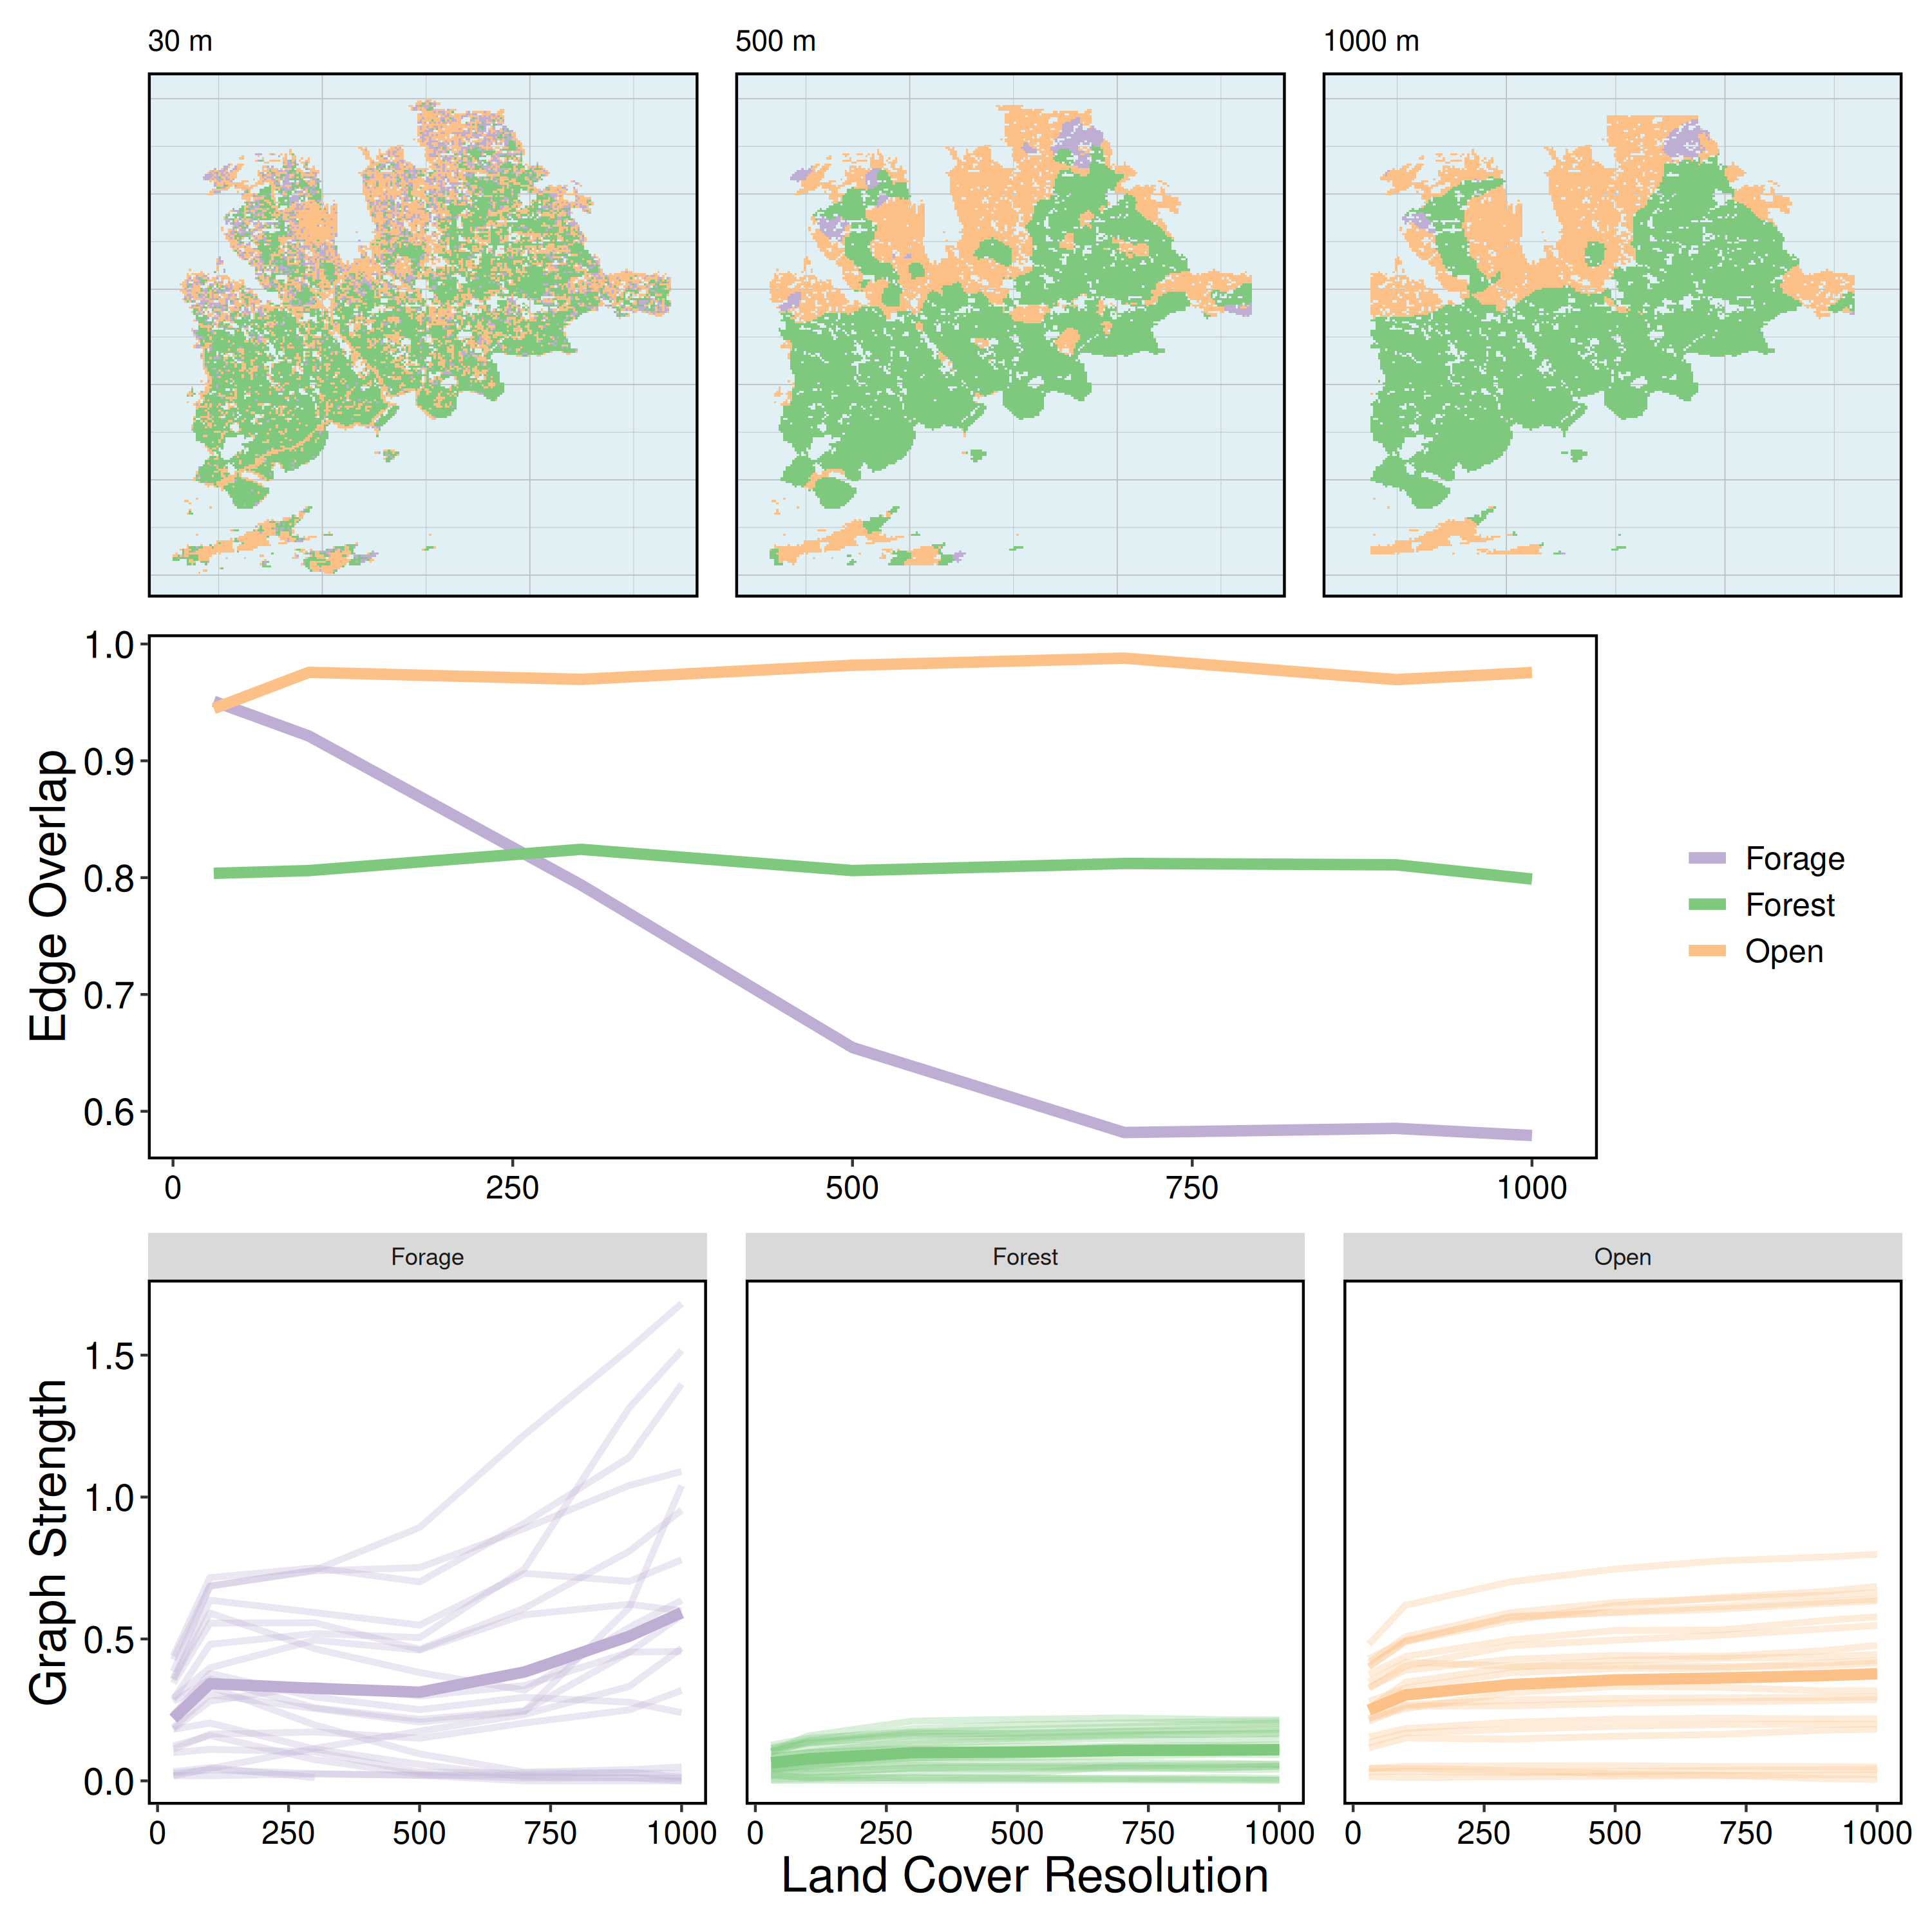 30 m
500 m
1000 m
Edge Overlap
1.0
0.9
0.8
0.7
0.6
0 250 500 750 1000
Forage
Forest
Open
Forage
Forest
Open
Graph Strength
1.5
1.0
0.5
0.0
0 250 500 750 1000
0 250 500 750 1000
0 250 500 750 1000
Land Cover Resolution